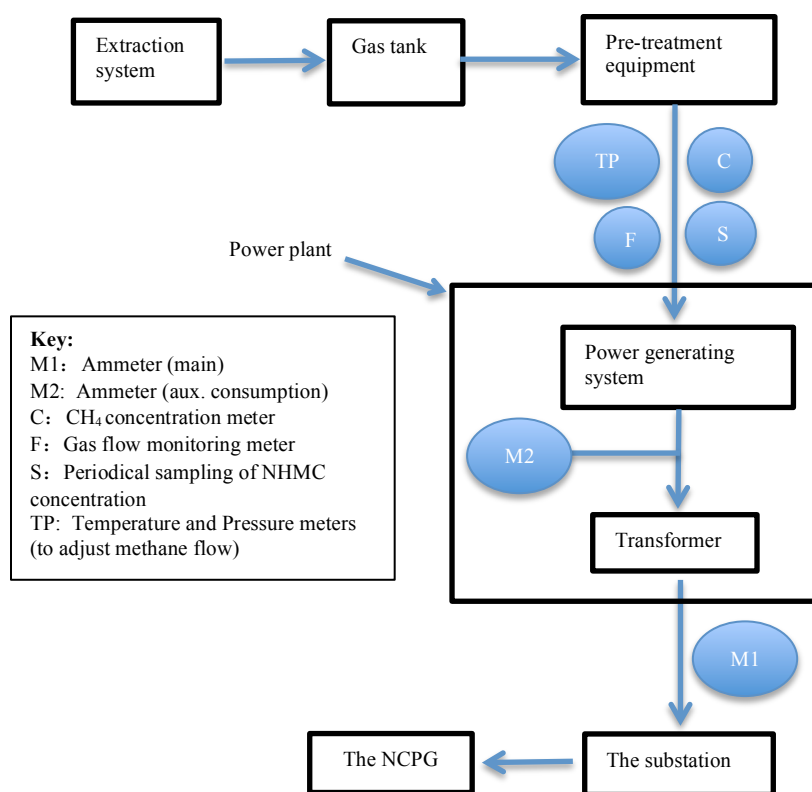 Extraction
system
Gas tank
Pre-treatment
equipment
TP
C
F
S
Power plant
Key:
M1： Ammeter (main)
M2: Ammeter (aux. consumption)
C： CH₄ concentration meter
F： Gas flow monitoring meter
S： Periodical sampling of NHMC
concentration
TP: Temperature and Pressure meters
(to adjust methane flow)
Power generating
system
M2
Transformer
M1
The NCPG
The substation